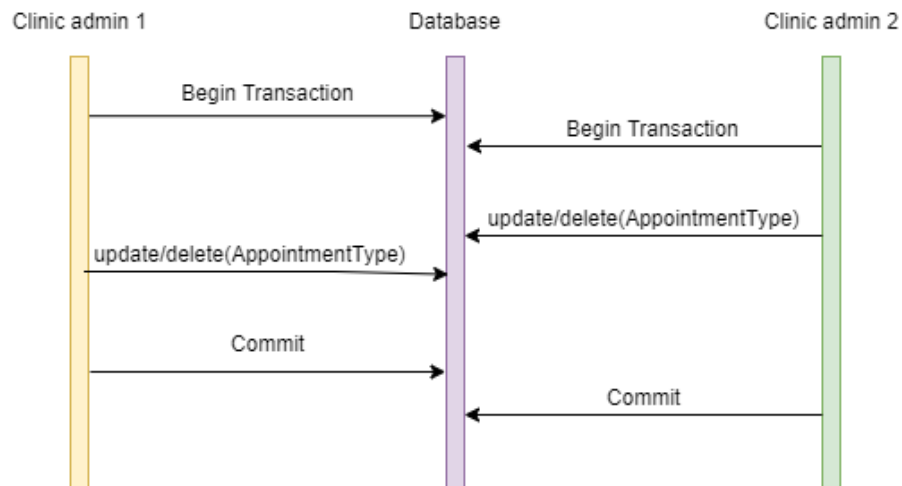 Clinic admin 1
Database
Clinic admin 2
Begin Transaction
Begin Transaction
update/delete(AppointmentType)
update/delete(AppointmentType)
Commit
Commit